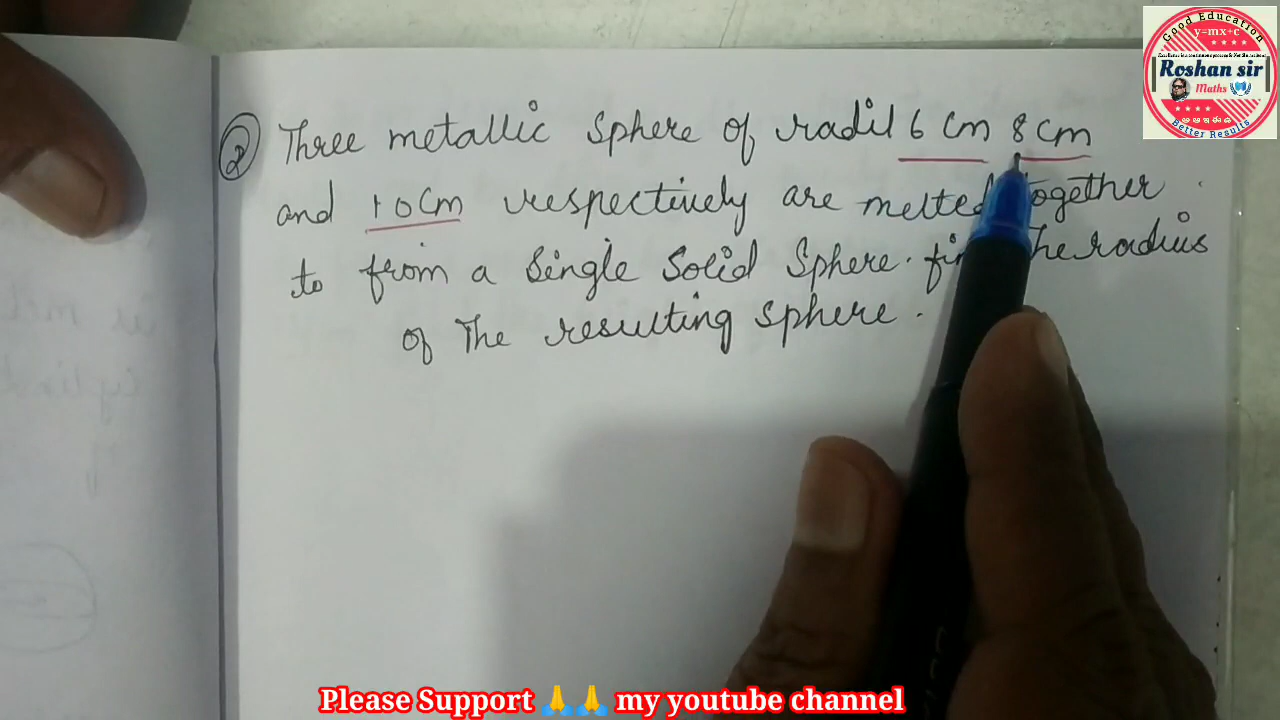 Good Education
y=mx+c
Roshan sir
Maths
Better Results
② Three metallic Sphere of radii 6 cm 8 cm
and 10 cm respectively are melted together
to from a Single Solid Sphere. find the radius
of The resulting sphere.
Please Support 🙏🙏 my youtube channel